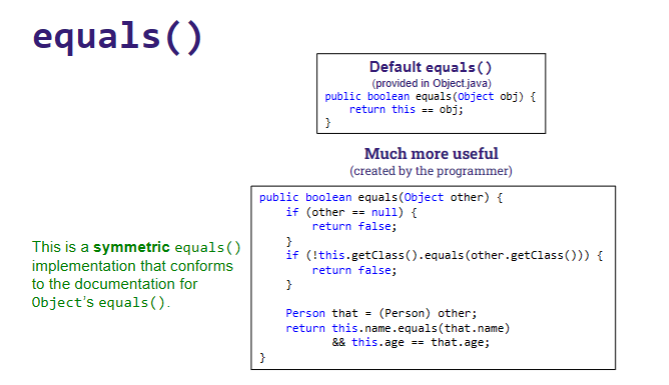 equals()
Default equals()
(provided in Object.java)
public boolean equals(Object obj) {
    return this == obj;
}
Much more useful
(created by the programmer)
public boolean equals(Object other) {
    if (other == null) {
        return false;
    }
    if (!this.getClass().equals(other.getClass())) {
        return false;
    }

    Person that = (Person) other;
    return this.name.equals(that.name)
           && this.age == that.age;
}
This is a symmetric equals()
implementation that conforms
to the documentation for
Object's equals().